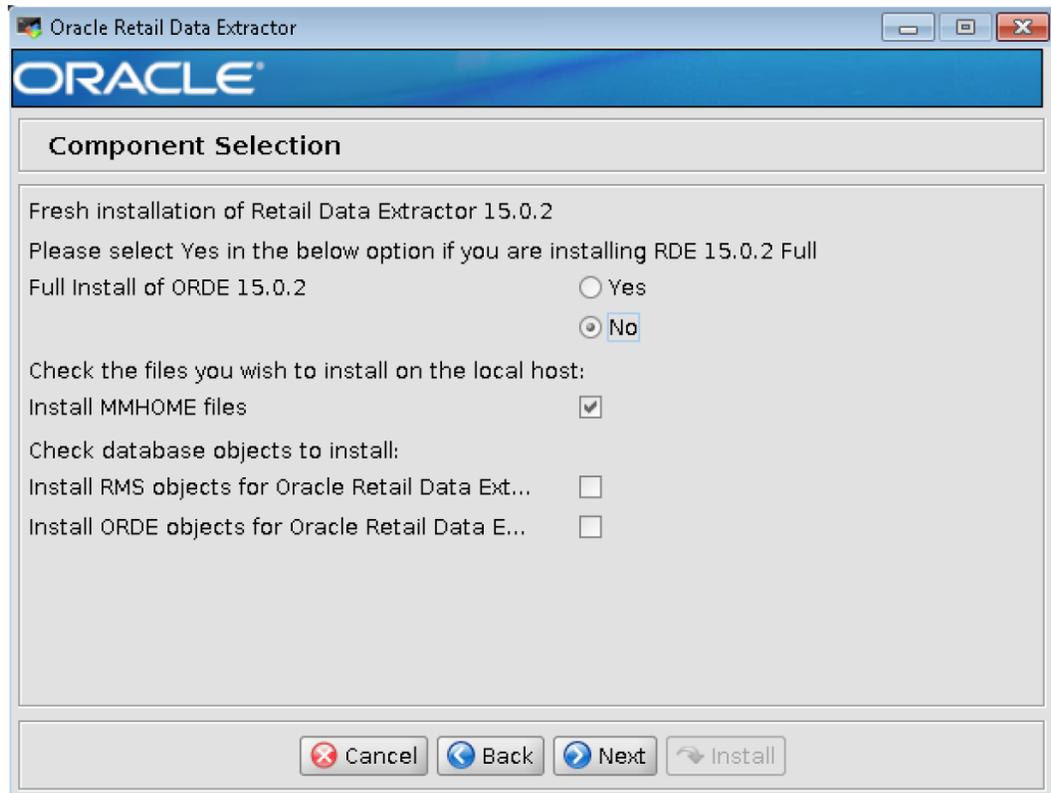 Oracle Retail Data Extractor
ORACLE
Component Selection
Fresh installation of Retail Data Extractor 15.0.2
Please select Yes in the below option if you are installing RDE 15.0.2 Full
Full Install of ORDE 15.0.2
Yes
No
Check the files you wish to install on the local host:
Install MMHOME files
Check database objects to install:
Install RMS objects for Oracle Retail Data Ext...
Install ORDE objects for Oracle Retail Data E...
Cancel
Back
Next
Install